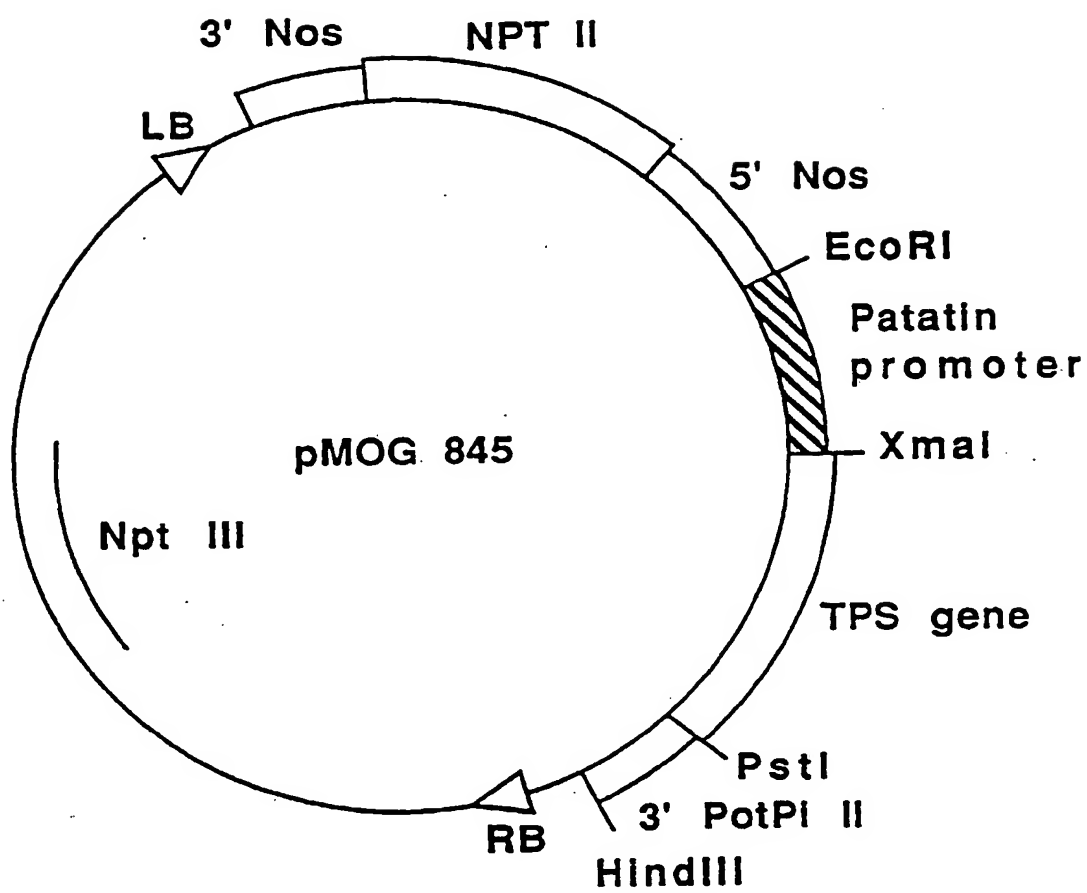 3' Nos
NPT II
LB
5' Nos
EcoRI
Patatin
promoter
XmaI
pMOG 845
Npt III
TPS gene
PstI
3' PotPi II
RB
HindIII